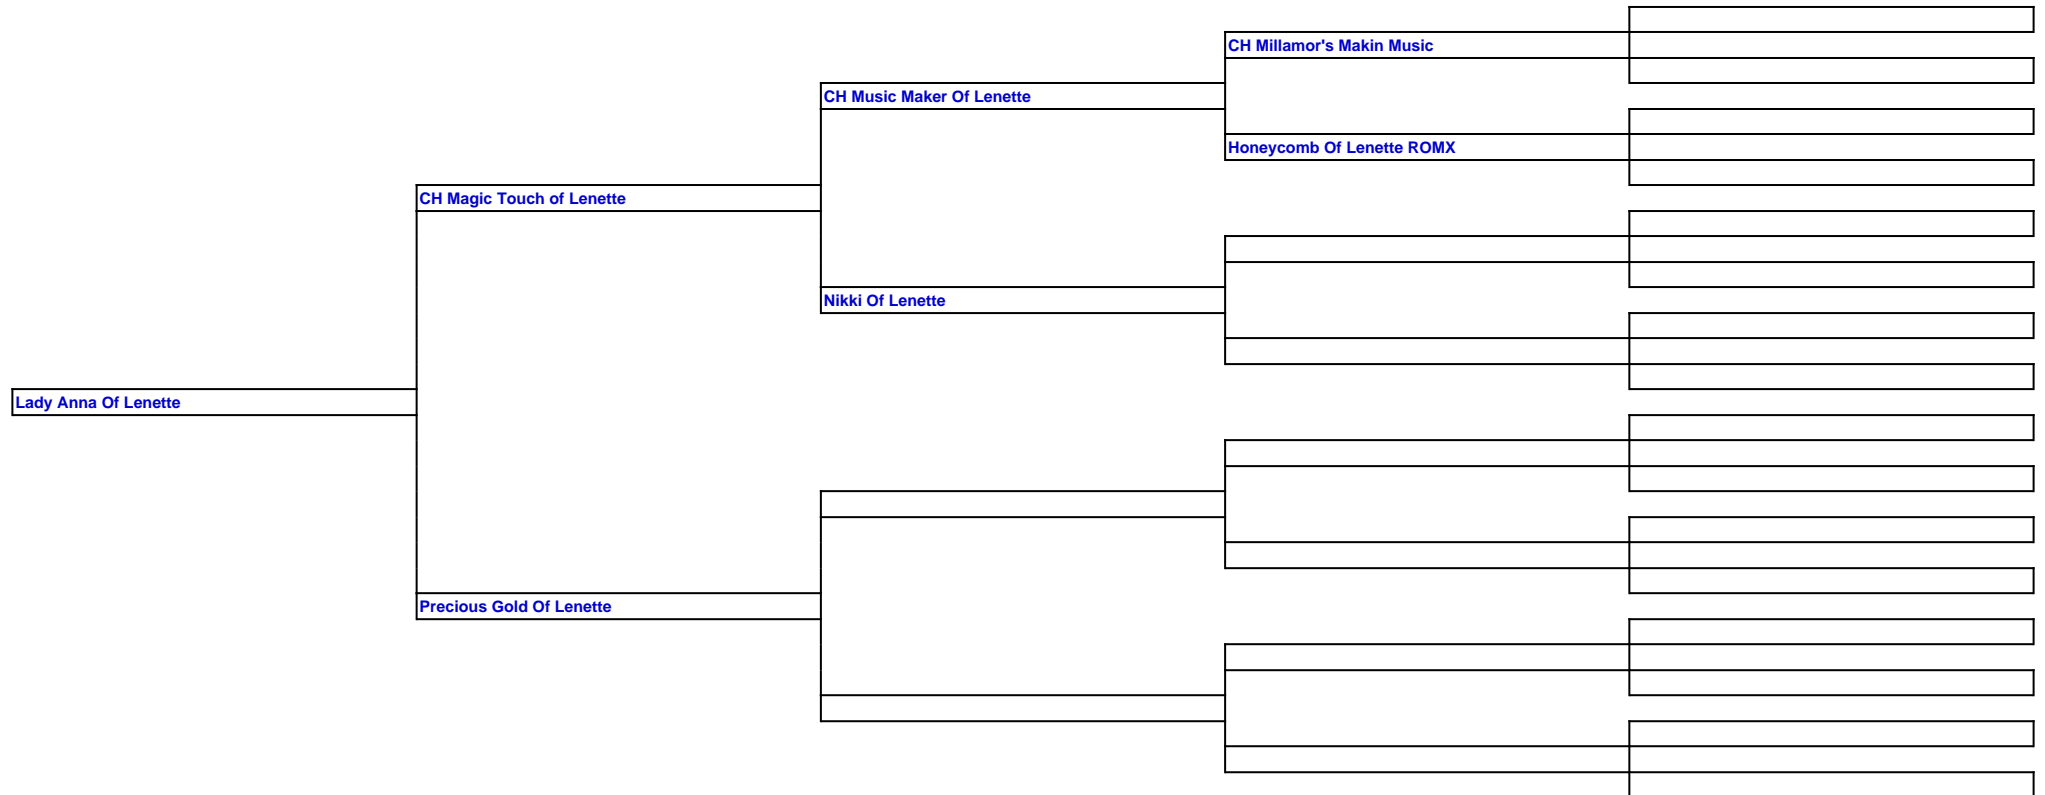 CH Millamor's Makin Music
CH Music Maker Of Lenette
Honeycomb Of Lenette ROMX
CH Magic Touch of Lenette
Nikki Of Lenette
Lady Anna Of Lenette
Precious Gold Of Lenette